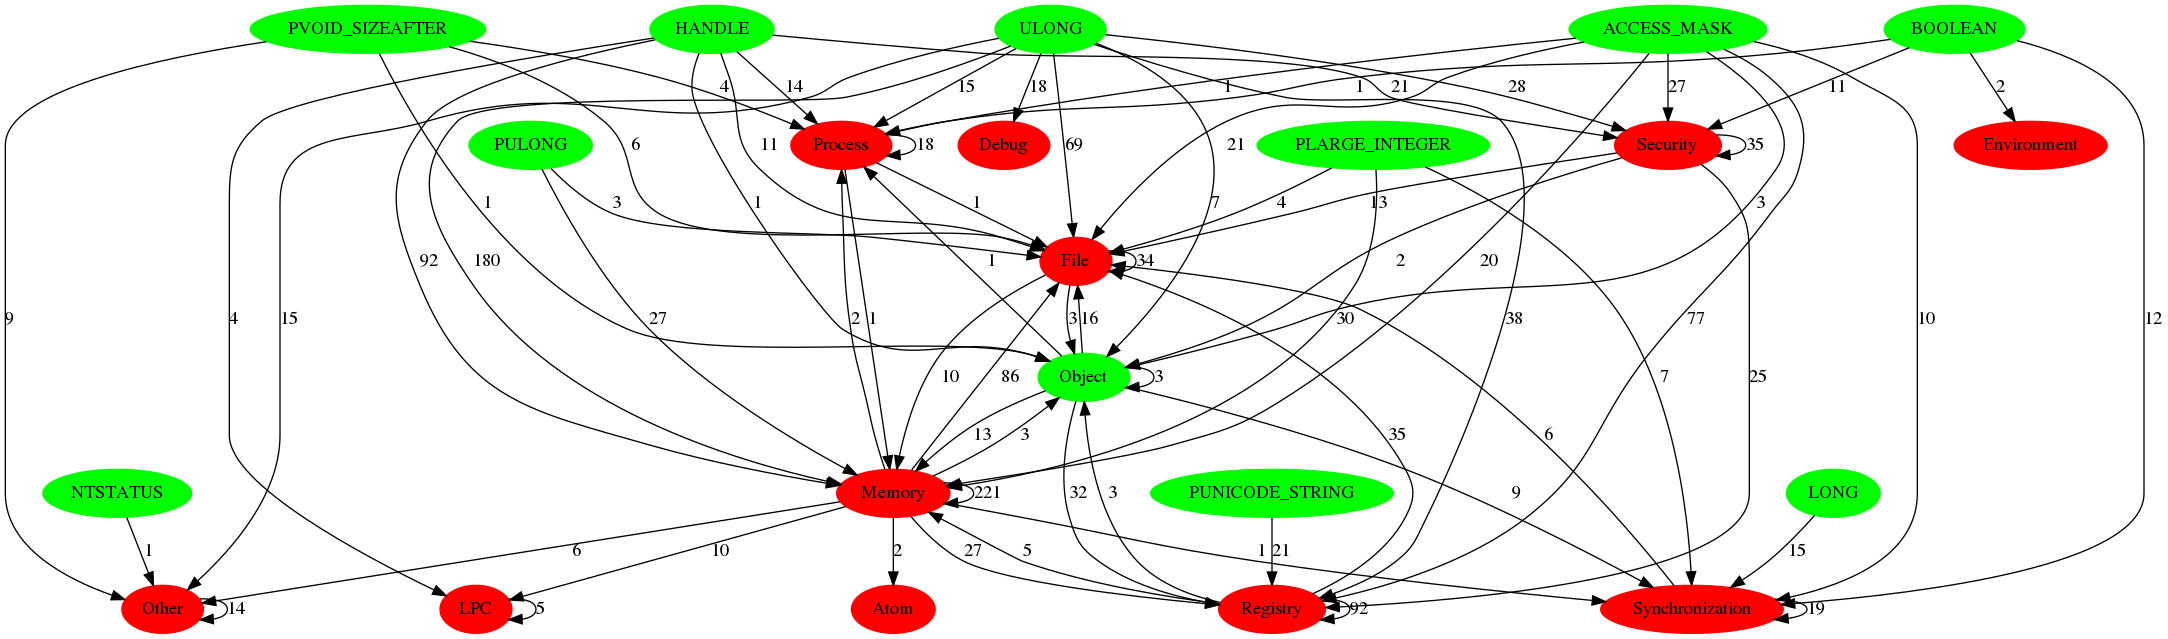 PVOID_SIZEAFTER HANDLE ULONG ACCESS_MASK BOOLEAN
4 14 15 18 1 1 21 28 27 11 2
PULONG Process 18 Debug PLARGE_INTEGER Security 35 Environment
6 11 69 21
1 3 1 1 7 4 13 3
92 180 1 File 34 2 20
9 4 15 27 2 1 3 16 30 38 77 10 12
10 86 Object 3 7 25
13 3 35 6
NTSTATUS Memory 221 32 3 PUNICODE_STRING 9 LONG
1 6 10 2 27 5 21 1 15
Other 14 LPC 5 Atom Registry 92 Synchronization 19